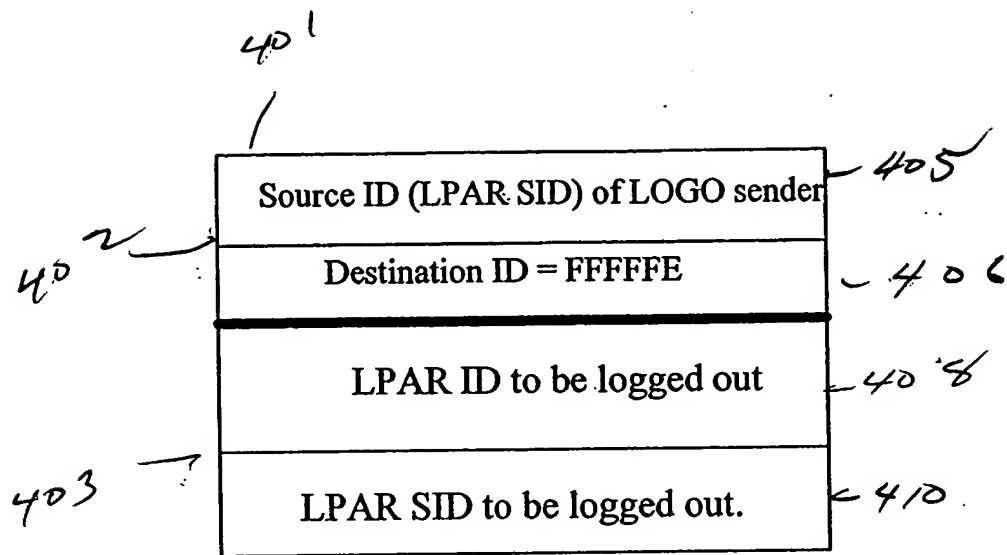 401
Source ID (LPAR SID) of LOGO sender
405
402
Destination ID = FFFFFE
406
LPAR ID to be logged out
408
403
LPAR SID to be logged out.
410